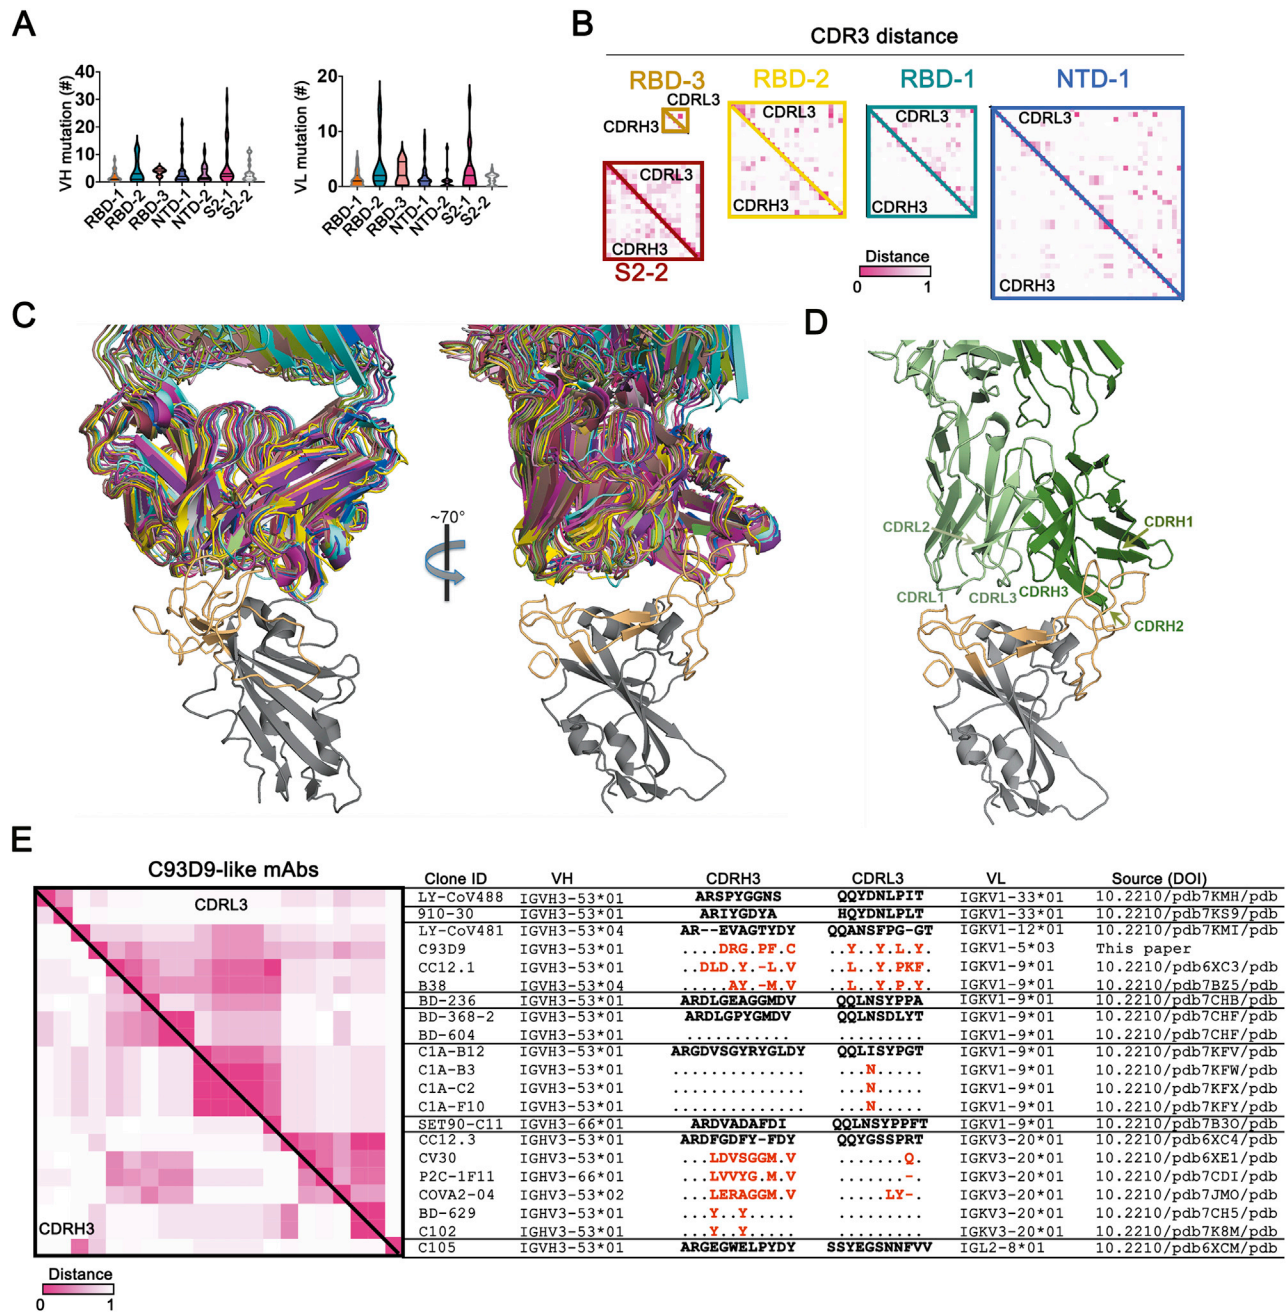 A
VH mutation (#)
40
30
20
10
0
RBD-1
RBD-2
RBD-3
NTD-1
NTD-2
S2-1
S2-2
VL mutation (#)
20
10
0
RBD-1
RBD-2
RBD-3
NTD-1
NTD-2
S2-1
S2-2
B
CDR3 distance
RBD-3
CDRL3
CDRH3
RBD-2
CDRL3
CDRH3
RBD-1
CDRL3
CDRH3
NTD-1
CDRL3
CDRH3
CDRL3
CDRH3
S2-2
Distance
0 1
C
~70°
D
CDRL2
CDRL1
CDRL3
CDRH3
CDRH1
CDRH2
E
C93D9-like mAbs
CDRL3
CDRH3
Distance
0 1
Clone ID VH CDRH3 CDRL3 VL Source (DOI)
LY-CoV488 IGVH3-53*01 ARSPYGGNS QQYDNLPIT IGKV1-33*01 10.2210/pdb7KMH/pdb
910-30 IGVH3-53*01 ARIYGDYA HQYDNLPLT IGKV1-33*01 10.2210/pdb7KS9/pdb
LY-CoV481 IGVH3-53*04 AR--EVAGTYDY QQANSFPG-GT IGKV1-12*01 10.2210/pdb7KMI/pdb
C93D9 IGVH3-53*01 ....DRG.PF.C ..Y..Y.L.Y. IGKV1-5*03 This paper
CC12.1 IGVH3-53*01 ..DLD.Y.-L.V ..L..Y.PKF. IGKV1-9*01 10.2210/pdb6XC3/pdb
B38 IGVH3-53*04 .....AY.-M.V ..L..Y.P.Y. IGKV1-9*01 10.2210/pdb7BZ5/pdb
BD-236 IGVH3-53*01 ARDLGEAGGMDV QQLNSYPPA IGKV1-9*01 10.2210/pdb7CHB/pdb
BD-368-2 IGVH3-53*01 ARDLGPYGMDV QQLNSDLYT IGKV1-9*01 10.2210/pdb7CHF/pdb
BD-604 IGVH3-53*01 ........... ......... IGKV1-9*01 10.2210/pdb7CHF/pdb
C1A-B12 IGVH3-53*01 ARGDVSGYRYGLDY QQLISYPGT IGKV1-9*01 10.2210/pdb7KFV/pdb
C1A-B3 IGVH3-53*01 .............. ...N..... IGKV1-9*01 10.2210/pdb7KFW/pdb
C1A-C2 IGVH3-53*01 .............. ...N..... IGKV1-9*01 10.2210/pdb7KFX/pdb
C1A-F10 IGVH3-53*01 .............. ...N..... IGKV1-9*01 10.2210/pdb7KFY/pdb
SET90-C11 IGVH3-66*01 ARDVADAFDI QQLNSYPPFT IGKV1-9*01 10.2210/pdb7B3O/pdb
CC12.3 IGHV3-53*01 ARDFGDFY-FDY QQYGSSPRT IGKV3-20*01 10.2210/pdb6XC4/pdb
CV30 IGHV3-53*01 ...LDVSGGM.V .......Q. IGKV3-20*01 10.2210/pdb6XE1/pdb
P2C-1F11 IGHV3-66*01 ...LVVYG.M.V .......-. IGKV3-20*01 10.2210/pdb7CDI/pdb
COVA2-04 IGHV3-53*02 ...LERAGGM.V .....LY-. IGKV3-20*01 10.2210/pdb7JMO/pdb
BD-629 IGHV3-53*01 ...Y..Y..... ......... IGKV3-20*01 10.2210/pdb7CH5/pdb
C102 IGHV3-53*01 ...Y..Y..... ......... IGKV3-20*01 10.2210/pdb7K8M/pdb
C105 IGVH3-53*01 ARGEGWELPYDY SSYEGSNNFVV IGL2-8*01 10.2210/pdb6XCM/pdb